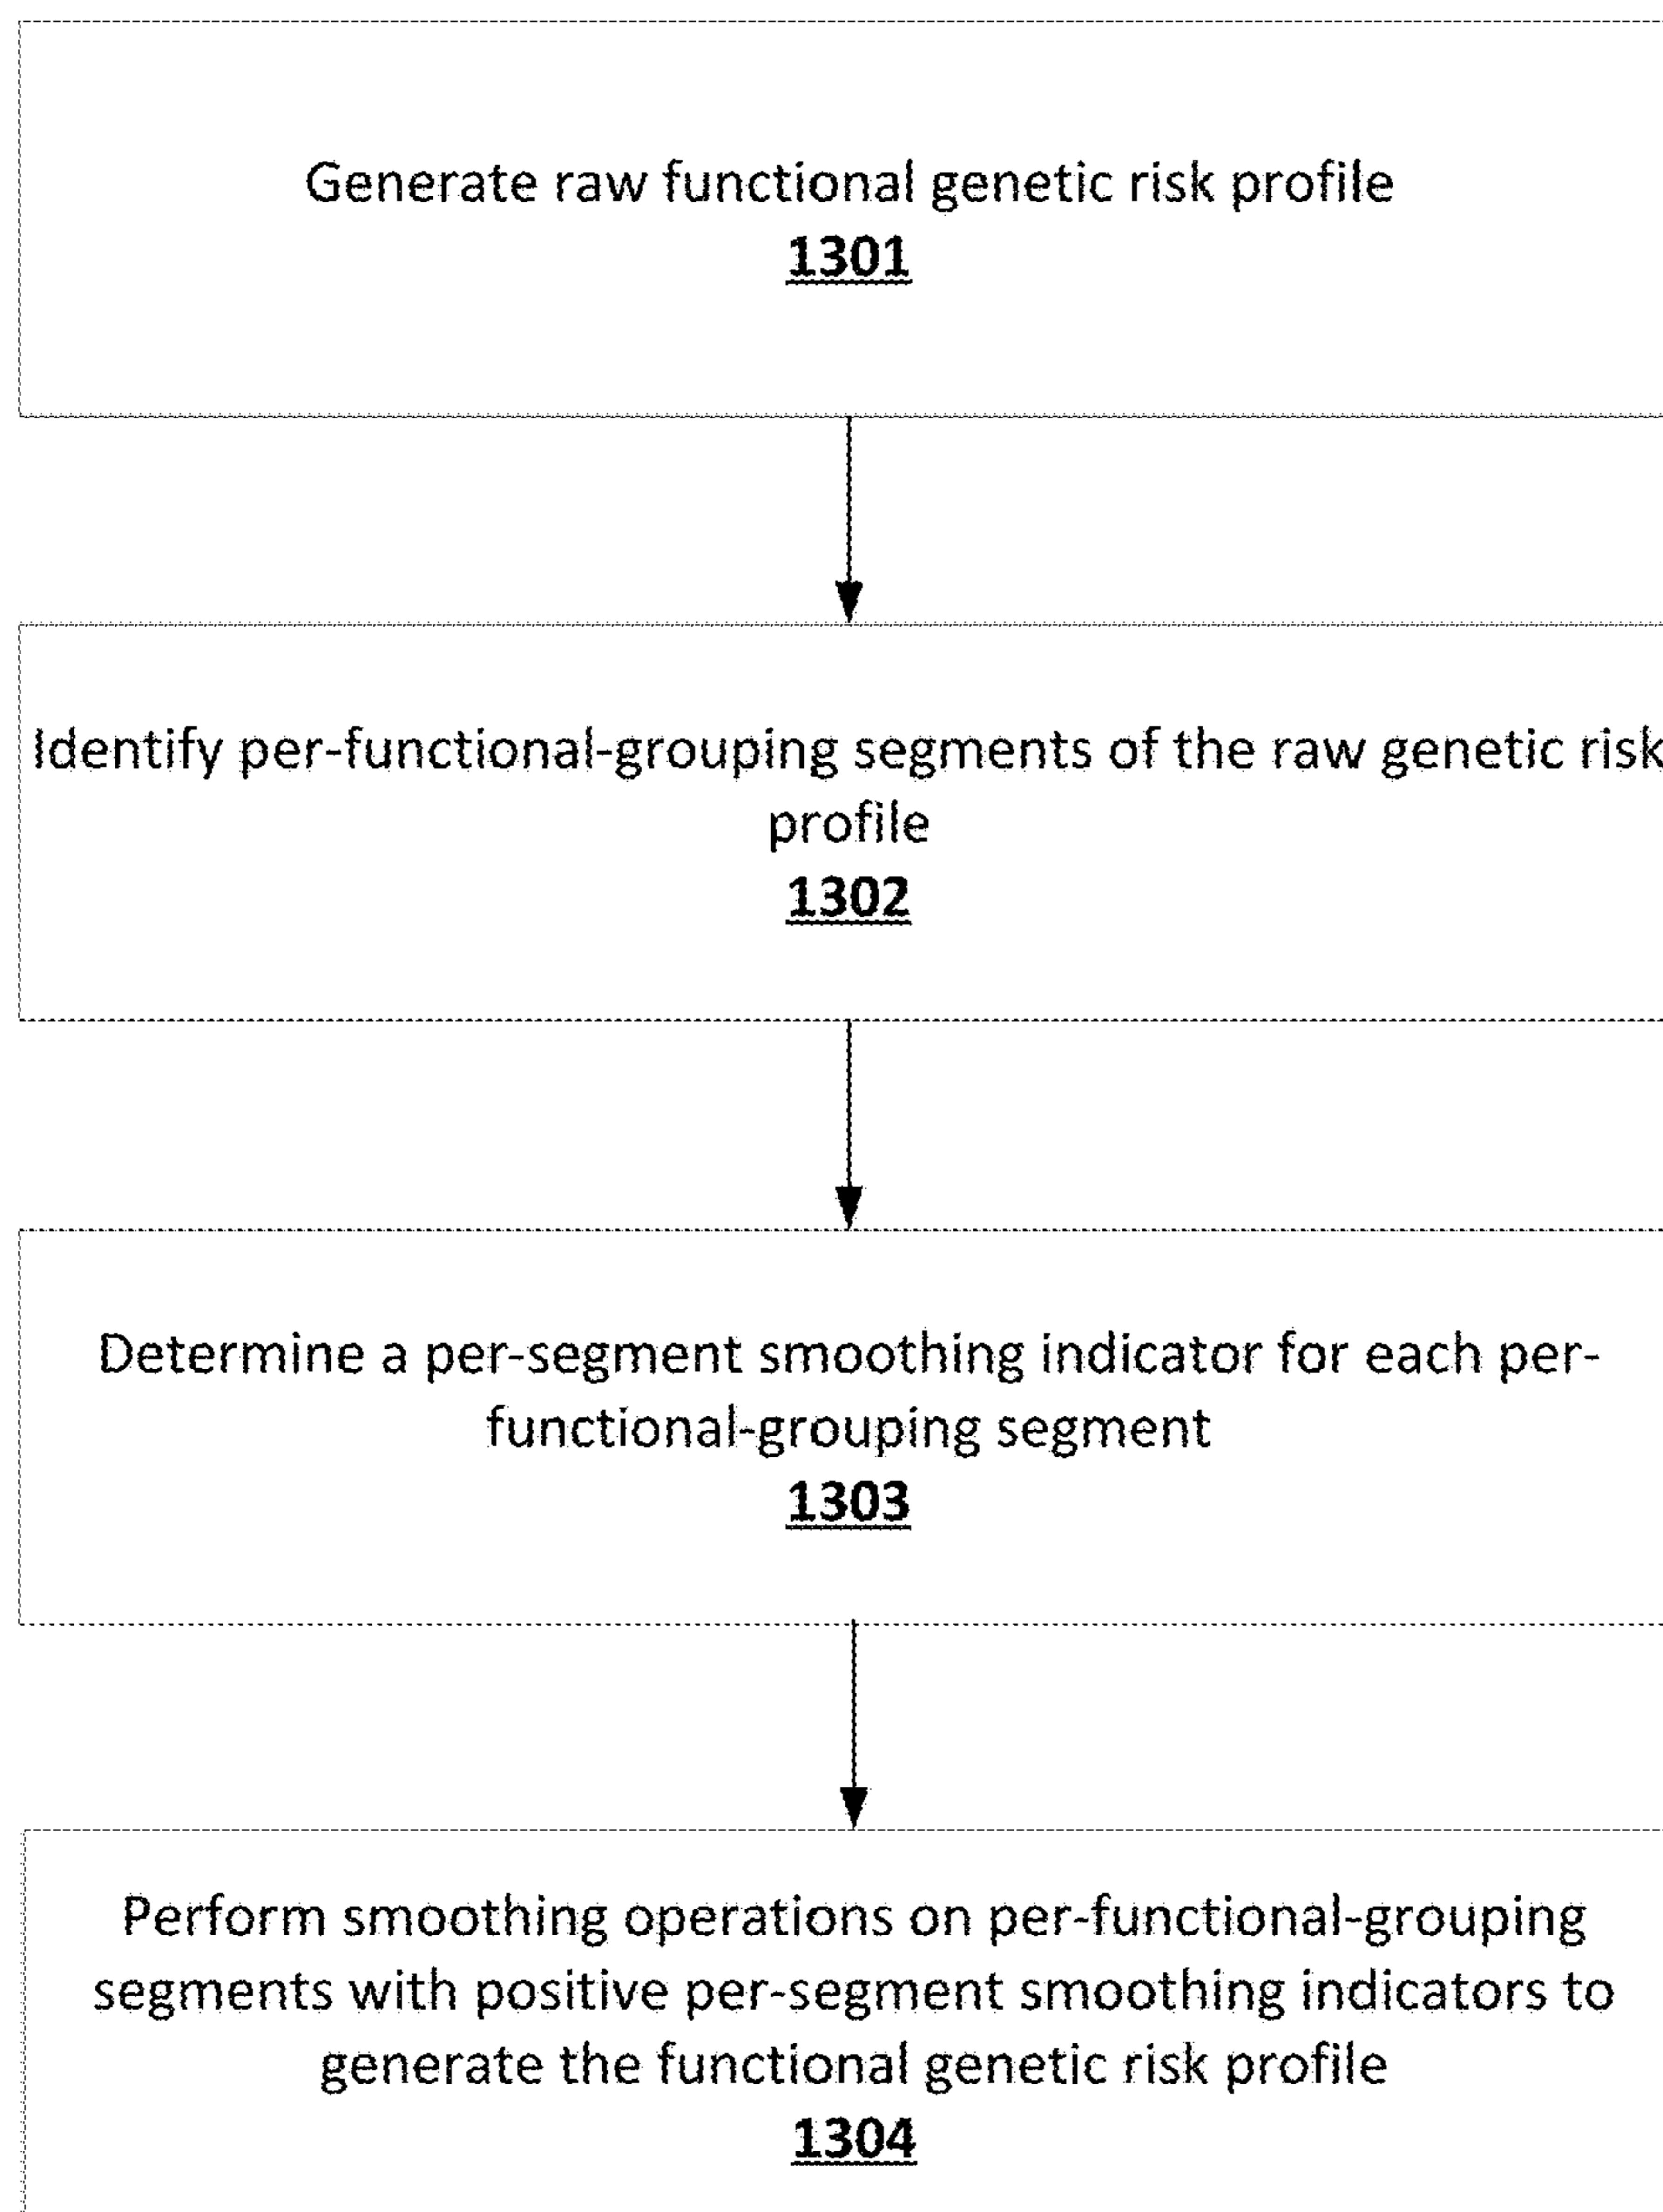 Generate raw functional genetic risk profile
1301
Identify per-functional-grouping segments of the raw genetic risk
profile
1302
Determine a per-segment smoothing indicator for each per-
functional-grouping segment
1303
Perform smoothing operations on per-functional-grouping
segments with positive per-segment smoothing indicators to
generate the functional genetic risk profile
1304